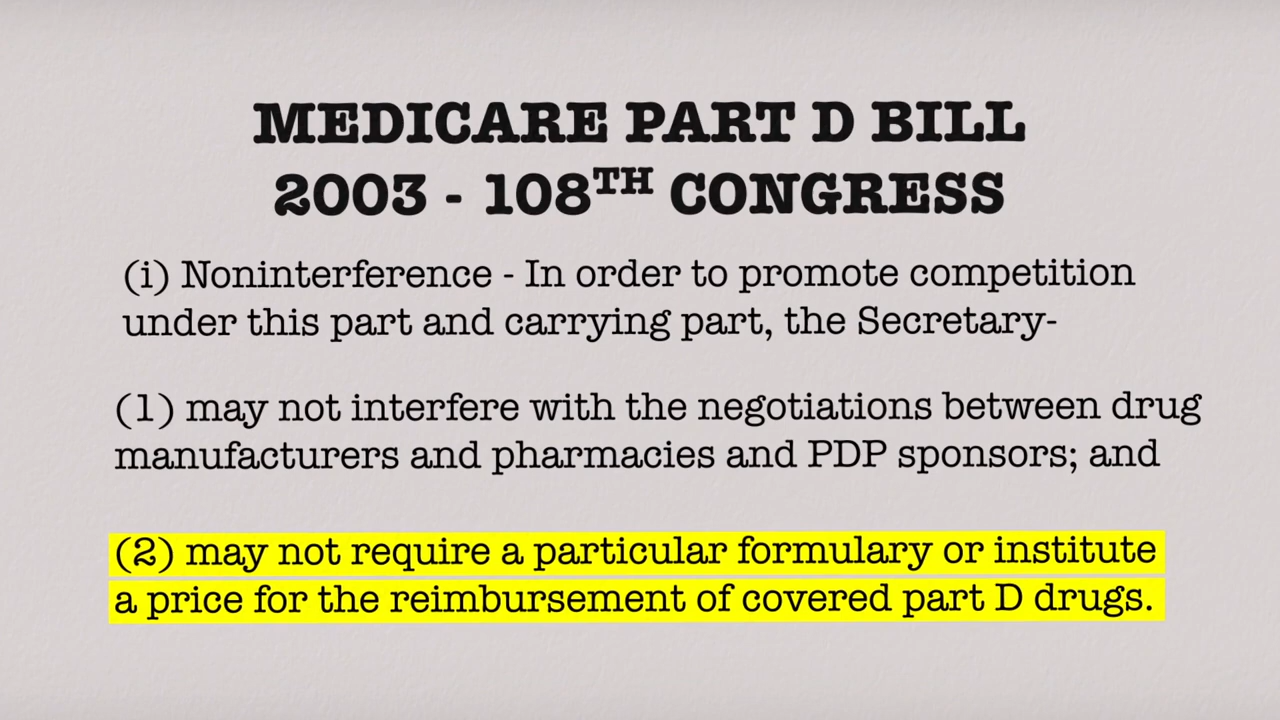 MEDICARE PART D BILL
2003 - 108TH CONGRESS
(i) Noninterference - In order to promote competition
under this part and carrying part, the Secretary-
(1) may not interfere with the negotiations between drug
manufacturers and pharmacies and PDP sponsors; and
(2) may not require a particular formulary or institute
a price for the reimbursement of covered part D drugs.